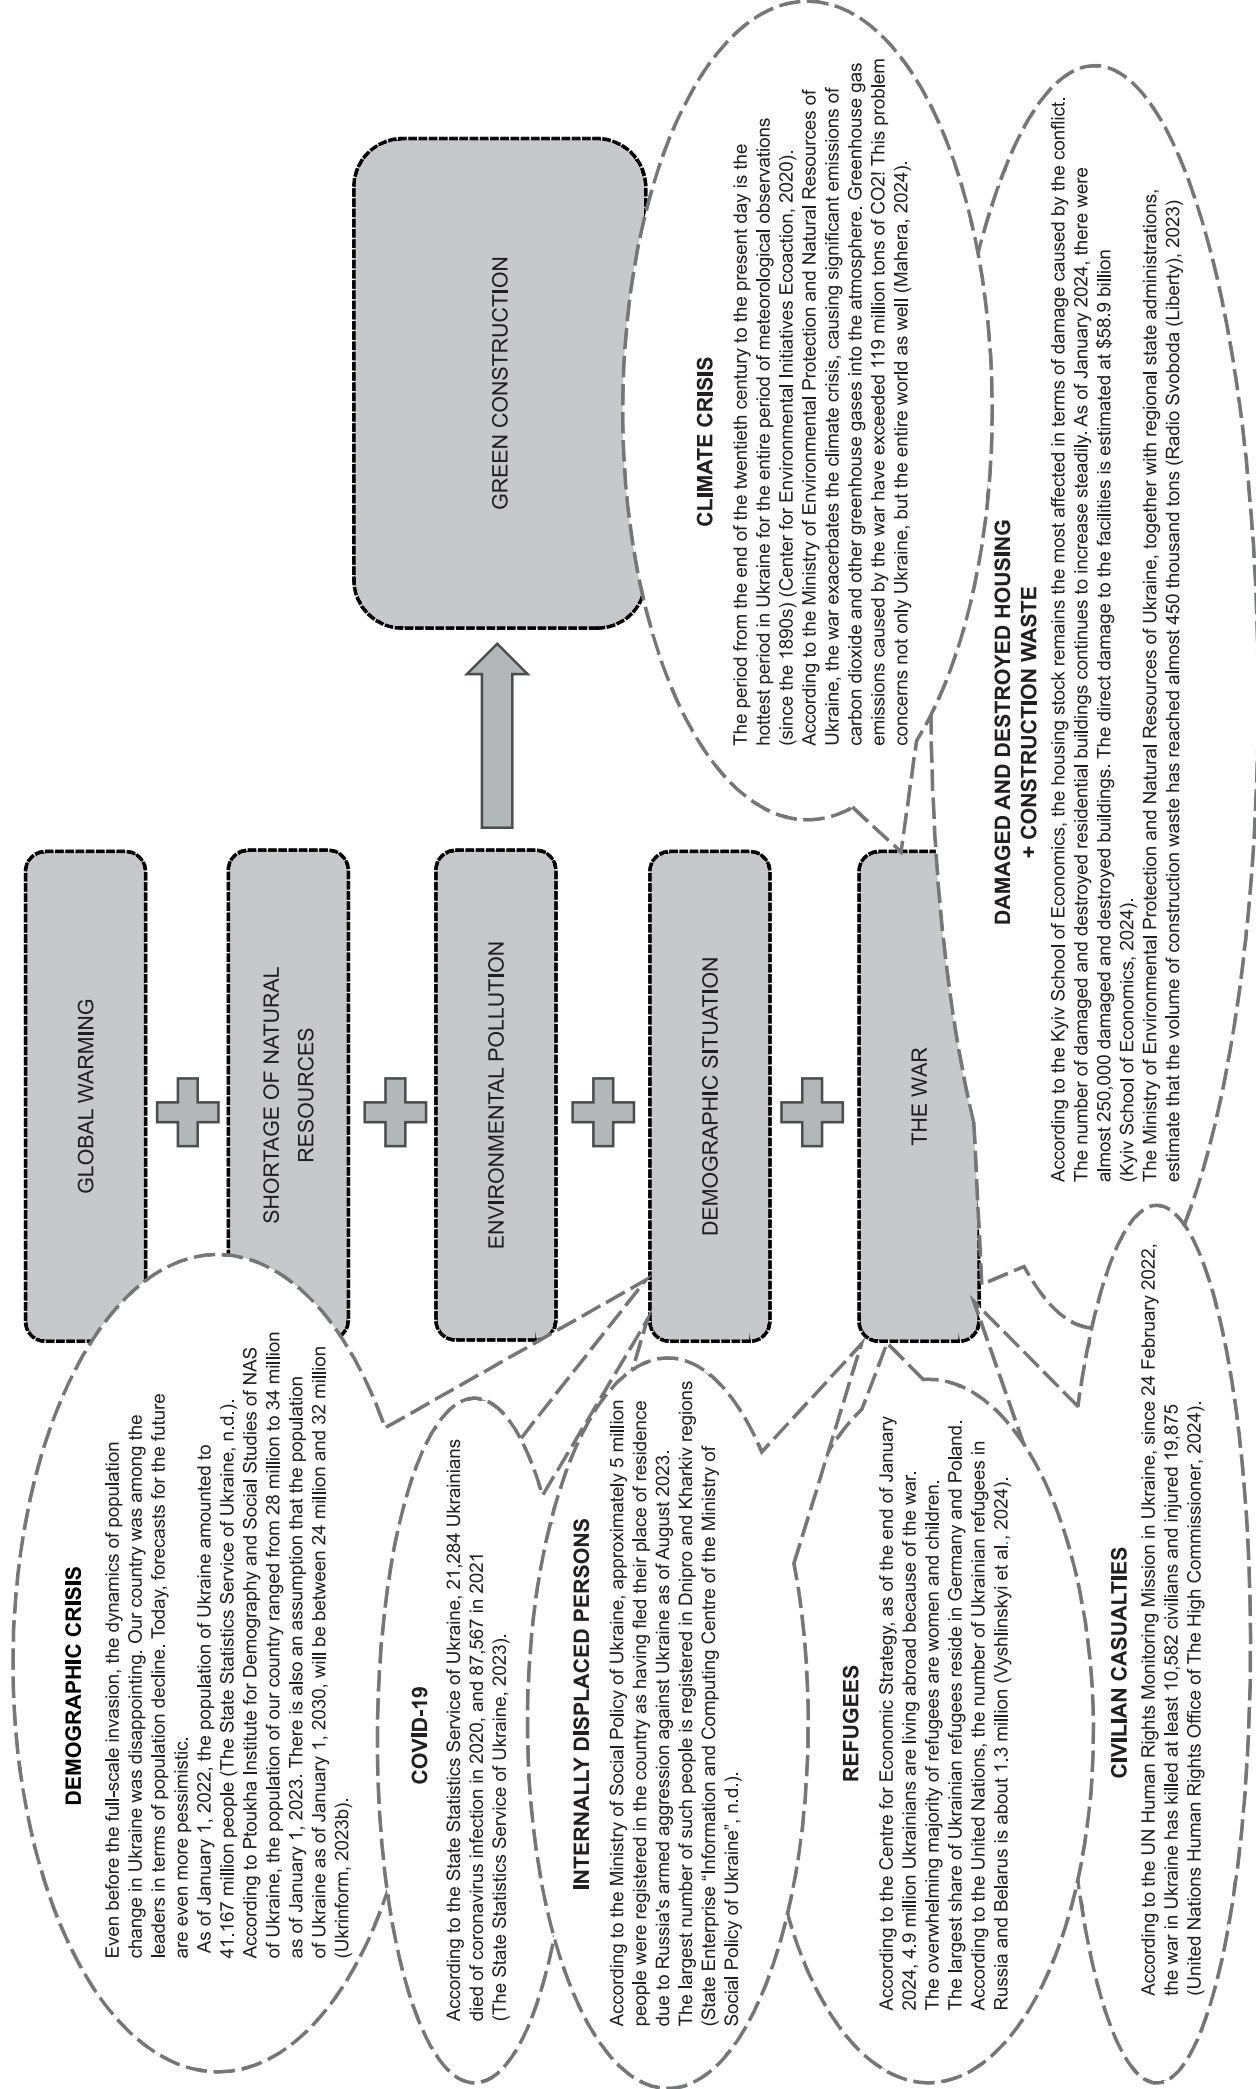 GLOBAL WARMING
SHORTAGE OF NATURAL
RESOURCES
ENVIRONMENTAL POLLUTION
DEMOGRAPHIC SITUATION
THE WAR
GREEN CONSTRUCTION
DEMOGRAPHIC CRISIS
Even before the full-scale invasion, the dynamics of population
change in Ukraine was disappointing. Our country was among the
leaders in terms of population decline. Today, forecasts for the future
are even more pessimistic.
As of January 1, 2022, the population of Ukraine amounted to
41.167 million people (The State Statistics Service of Ukraine, n.d.).
According to Ptoukha Institute for Demography and Social Studies of NAS
of Ukraine, the population of our country ranged from 28 million to 34 million
as of January 1, 2023. There is also an assumption that the population
of Ukraine as of January 1, 2030, will be between 24 million and 32 million
(Ukrinform, 2023b).
COVID-19
According to the State Statistics Service of Ukraine, 21,284 Ukrainians
died of coronavirus infection in 2020, and 87,567 in 2021
(The State Statistics Service of Ukraine, 2023).
INTERNALLY DISPLACED PERSONS
According to the Ministry of Social Policy of Ukraine, approximately 5 million
people were registered in the country as having fled their place of residence
due to Russia's armed aggression against Ukraine as of August 2023.
The largest number of such people is registered in Dnipro and Kharkiv regions
(State Enterprise “Information and Computing Centre of the Ministry of
Social Policy of Ukraine”, n.d.).
REFUGEES
According to the Centre for Economic Strategy, as of the end of January
2024, 4.9 million Ukrainians are living abroad because of the war.
The overwhelming majority of refugees are women and children.
The largest share of Ukrainian refugees reside in Germany and Poland.
According to the United Nations, the number of Ukrainian refugees in
Russia and Belarus is about 1.3 million (Vyshlinskyi et al., 2024).
CIVILIAN CASUALTIES
According to the UN Human Rights Monitoring Mission in Ukraine, since 24 February 2022,
the war in Ukraine has killed at least 10,582 civilians and injured 19,875
(United Nations Human Rights Office of The High Commissioner, 2024).
CLIMATE CRISIS
The period from the end of the twentieth century to the present day is the
hottest period in Ukraine for the entire period of meteorological observations
(since the 1890s) (Center for Environmental Initiatives Ecoaction, 2020).
According to the Ministry of Environmental Protection and Natural Resources of
Ukraine, the war exacerbates the climate crisis, causing significant emissions of
carbon dioxide and other greenhouse gases into the atmosphere. Greenhouse gas
emissions caused by the war have exceeded 119 million tons of CO2! This problem
concerns not only Ukraine, but the entire world as well (Mahera, 2024).
DAMAGED AND DESTROYED HOUSING
+ CONSTRUCTION WASTE
According to the Kyiv School of Economics, the housing stock remains the most affected in terms of damage caused by the conflict.
The number of damaged and destroyed residential buildings continues to increase steadily. As of January 2024, there were
almost 250,000 damaged and destroyed buildings. The direct damage to the facilities is estimated at $58.9 billion
(Kyiv School of Economics, 2024).
The Ministry of Environmental Protection and Natural Resources of Ukraine, together with regional state administrations,
estimate that the volume of construction waste has reached almost 450 thousand tons (Radio Svoboda (Liberty), 2023)